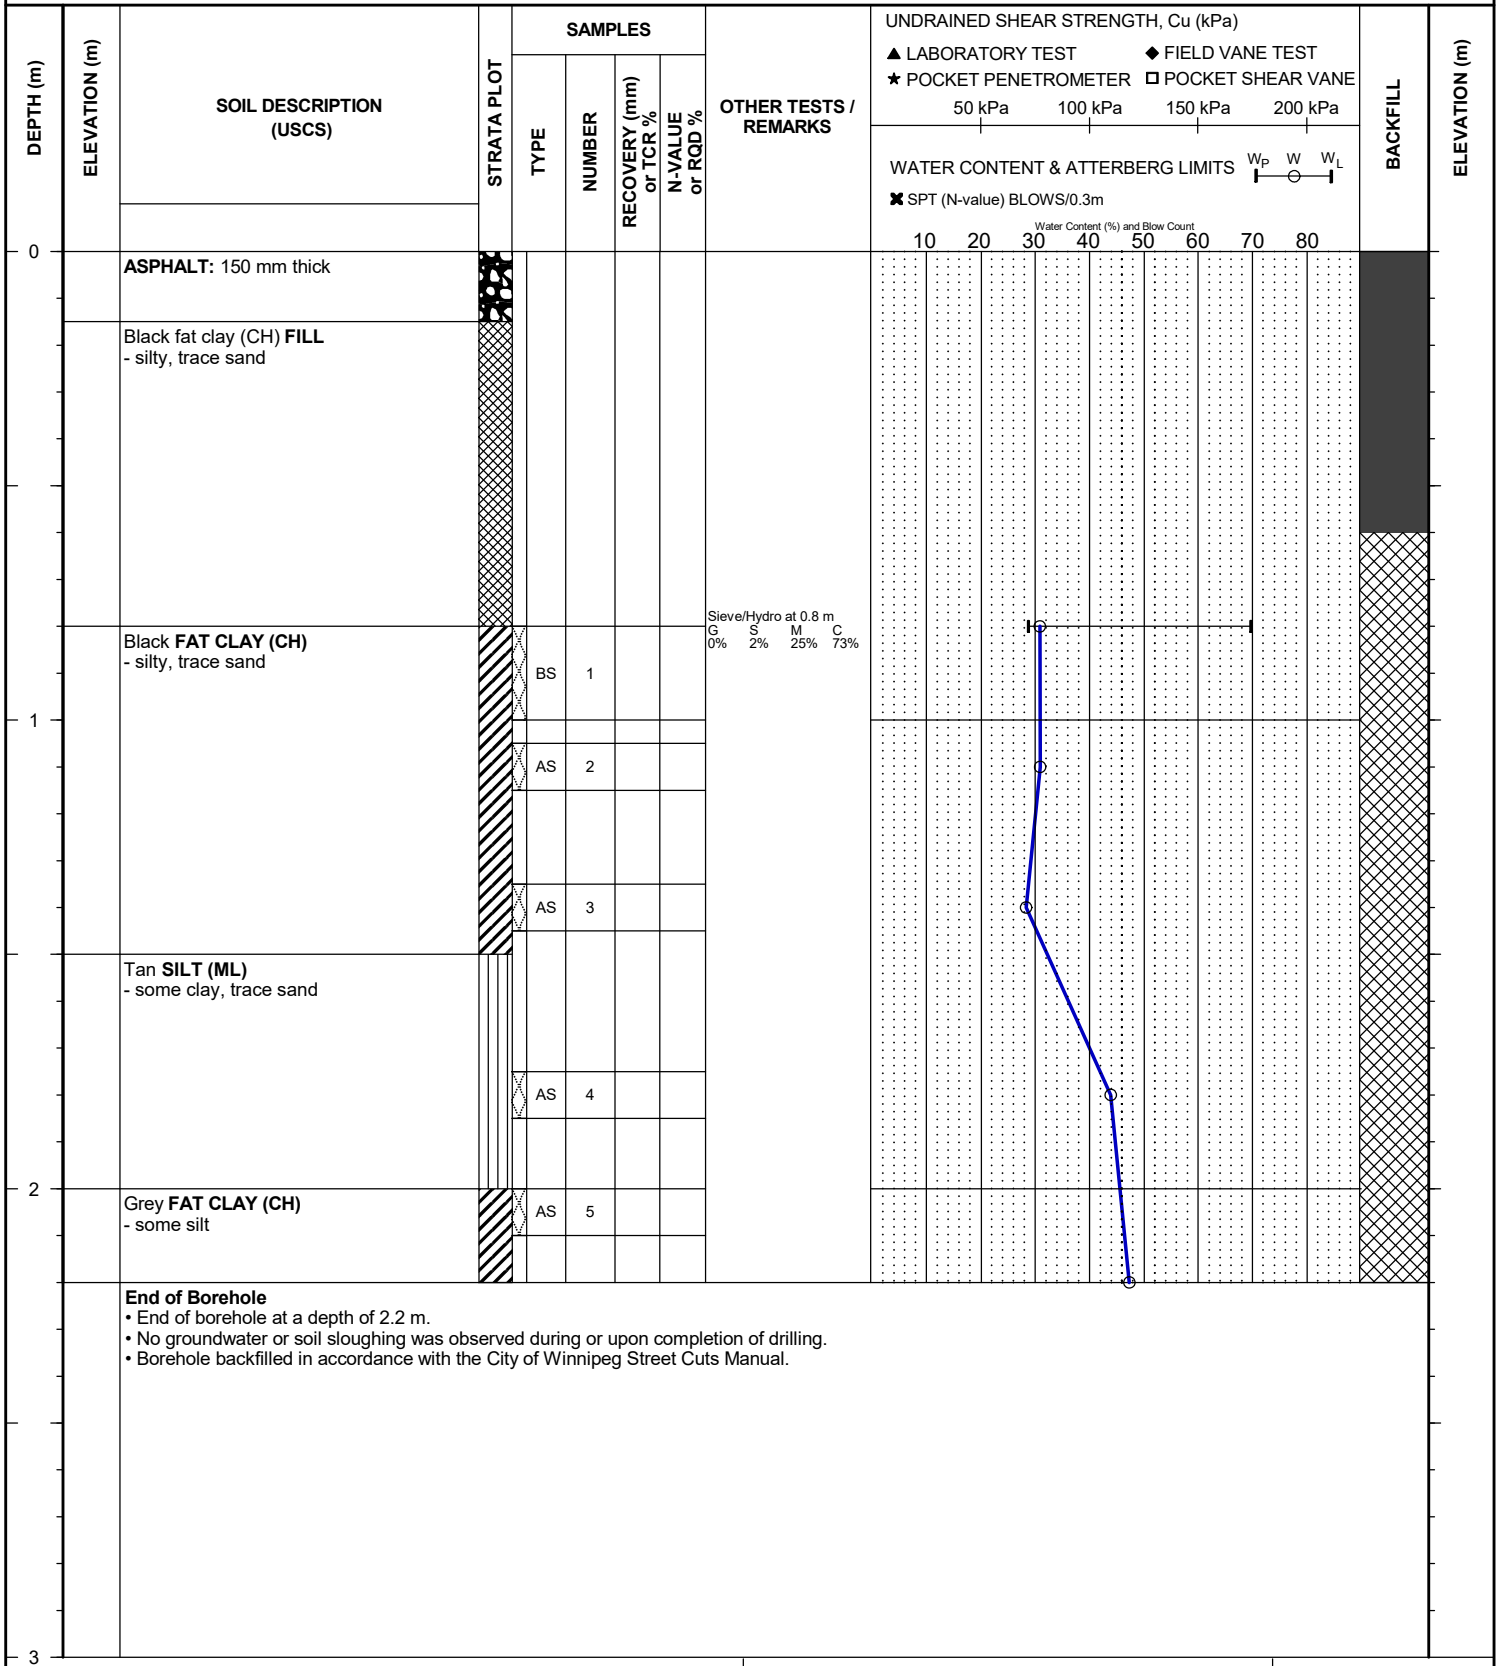 DEPTH (m)
ELEVATION (m)
SOIL DESCRIPTION
(USCS)
STRATA PLOT
SAMPLES
TYPE
NUMBER
RECOVERY (mm)
or TCR %
N-VALUE
or RQD %
OTHER TESTS /
REMARKS
UNDRAINED SHEAR STRENGTH, Cu (kPa)
▲ LABORATORY TEST ◆ FIELD VANE TEST
★ POCKET PENETROMETER □ POCKET SHEAR VANE
50 kPa 100 kPa 150 kPa 200 kPa
WATER CONTENT & ATTERBERG LIMITS WP W WL
✖ SPT (N-value) BLOWS/0.3m
Water Content (%) and Blow Count
10 20 30 40 50 60 70 80
BACKFILL
ELEVATION (m)
0
ASPHALT: 150 mm thick
Black fat clay (CH) FILL
- silty, trace sand
Sieve/Hydro at 0.8 m
G S M C
0% 2% 25% 73%
Black FAT CLAY (CH)
- silty, trace sand
BS 1
1
AS 2
AS 3
Tan SILT (ML)
- some clay, trace sand
AS 4
2
Grey FAT CLAY (CH)
- some silt
AS 5
End of Borehole
• End of borehole at a depth of 2.2 m.
• No groundwater or soil sloughing was observed during or upon completion of drilling.
• Borehole backfilled in accordance with the City of Winnipeg Street Cuts Manual.
3